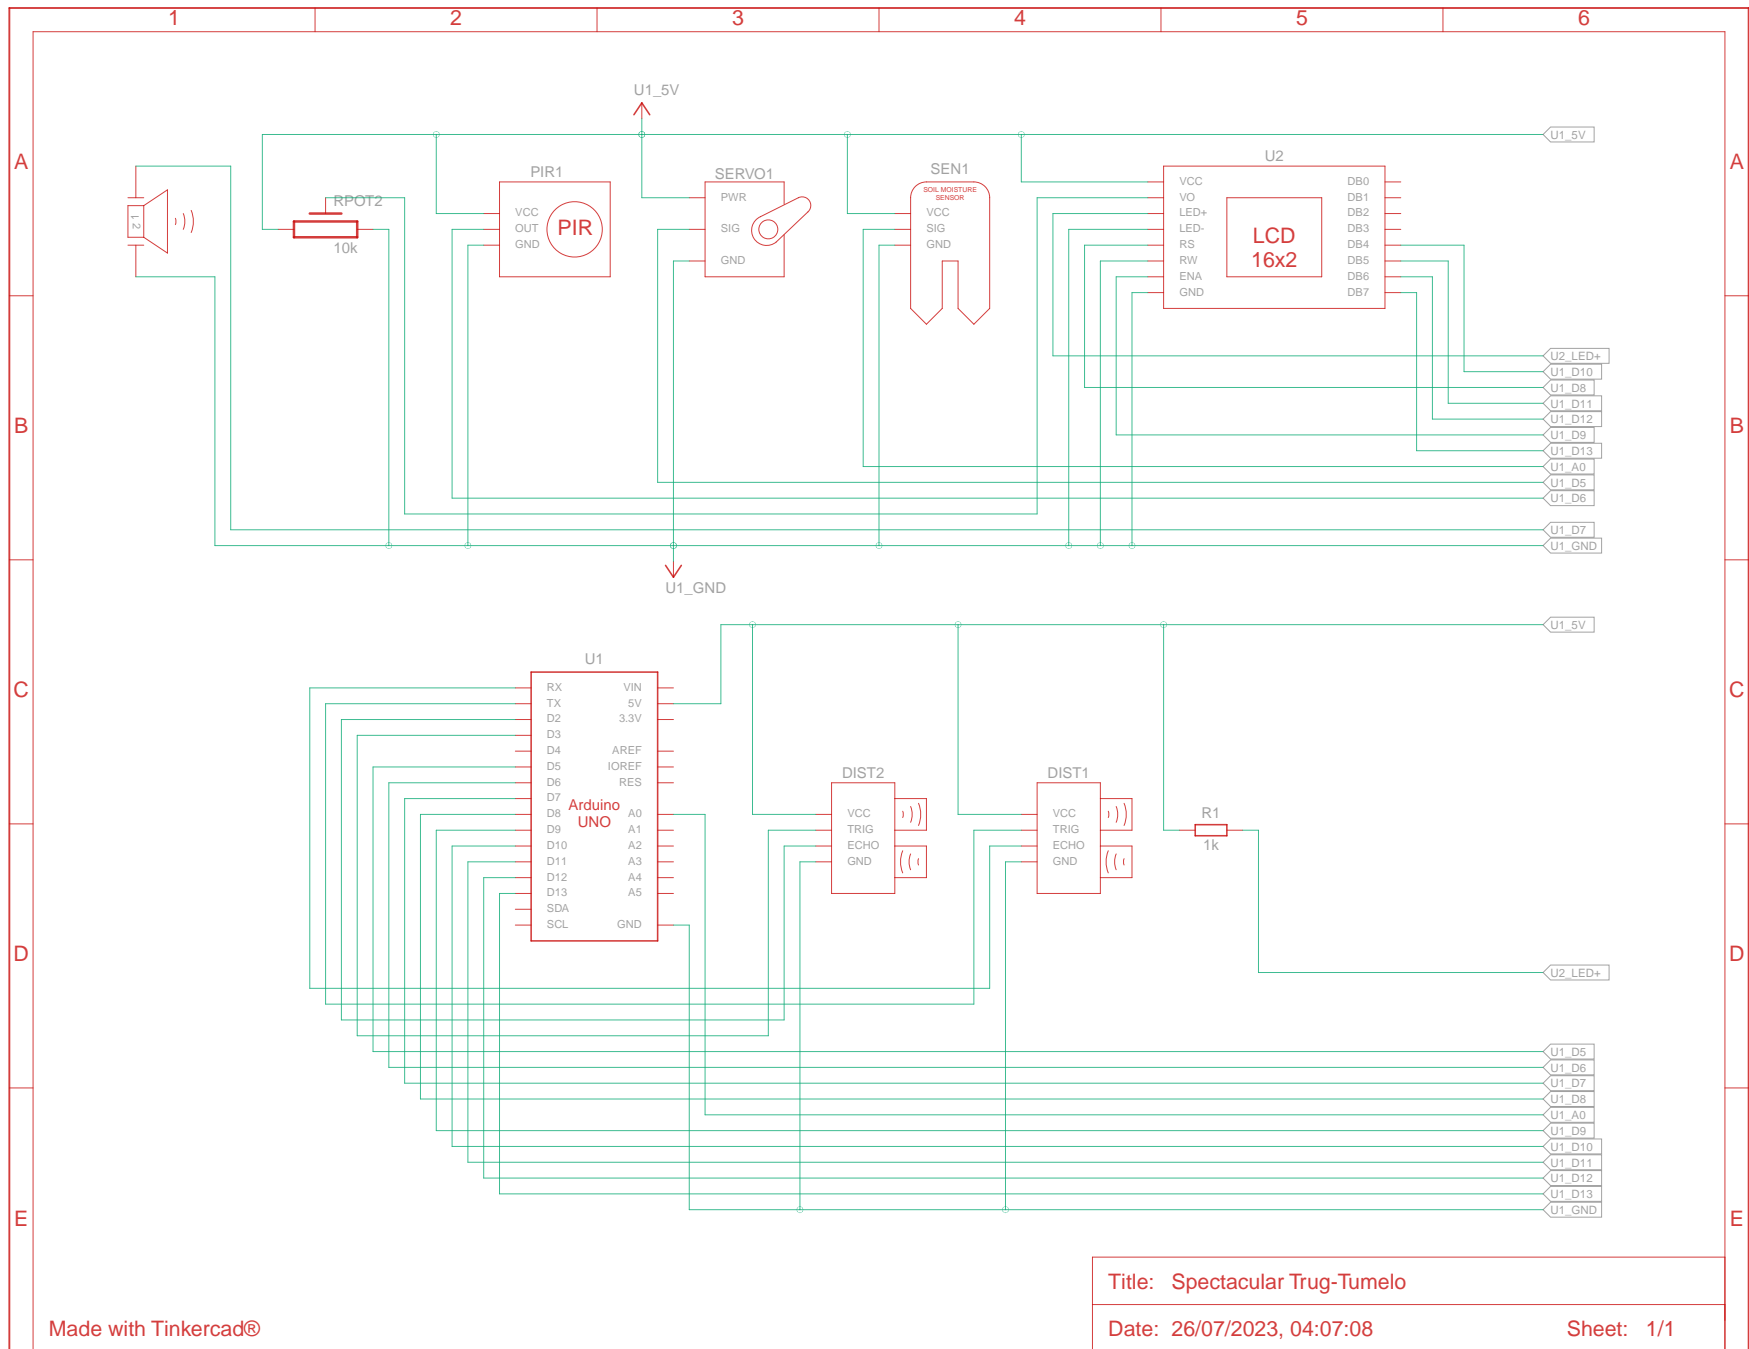 1 2 3 4 5 6
U1_5V
U1_5V
A A
PIR1
SERVO1
SEN1
U2
RPOT2
10k
1
2
VCC
OUT
GND
PIR
PWR
SIG
GND
SOIL MOISTURE
SENSOR
VCC
SIG
GND
VCC DB0
VO DB1
LED+ DB2
LED- DB3
RS DB4
RW DB5
ENA DB6
GND DB7
LCD
16x2
B B
U2_LED+
U1_D10
U1_D8
U1_D11
U1_D12
U1_D9
U1_D13
U1_A0
U1_D5
U1_D6
U1_D7
U1_GND
U1_GND
U1_5V
C C
U1
RX VIN
TX 5V
D2 3.3V
D3
D4 AREF
D5 IOREF
D6 RES
D7
D8 A0
D9 A1
D10 A2
D11 A3
D12 A4
D13 A5
SDA
SCL GND
Arduino
UNO
DIST2
VCC
TRIG
ECHO
GND
DIST1
VCC
TRIG
ECHO
GND
R1
1k
D D
U2_LED+
U1_D5
U1_D6
U1_D7
U1_D8
U1_A0
U1_D9
U1_D10
U1_D11
U1_D12
U1_D13
U1_GND
E E
Title: Spectacular Trug-Tumelo
Made with Tinkercad®
Date: 26/07/2023, 04:07:08 Sheet: 1/1